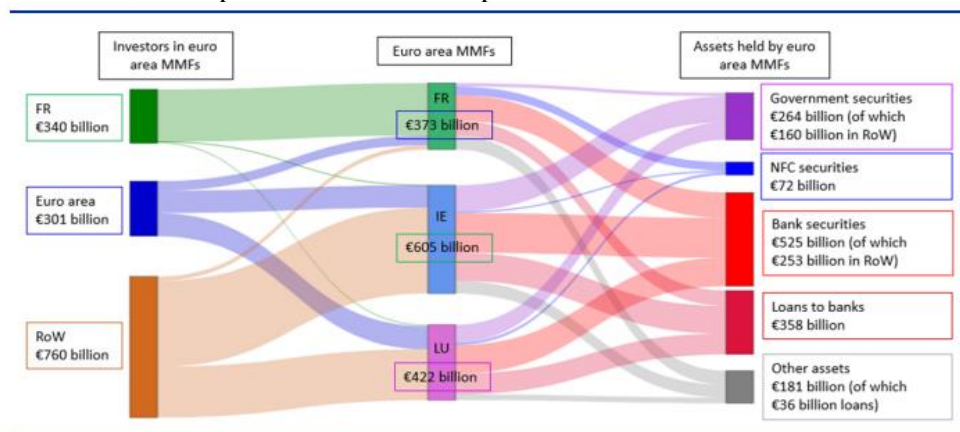 Investors in euro
area MMFs
Euro area MMFs
Assets held by euro
area MMFs
FR
€340 billion
Euro area
€301 billion
RoW
€760 billion
FR
€373 billion
IE
€605 billion
LU
€422 billion
Government securities
€264 billion (of which
€160 billion in RoW)
NFC securities
€72 billion
Bank securities
€525 billion (of which
€253 billion in RoW)
Loans to banks
€358 billion
Other assets
€181 billion (of which
€36 billion loans)